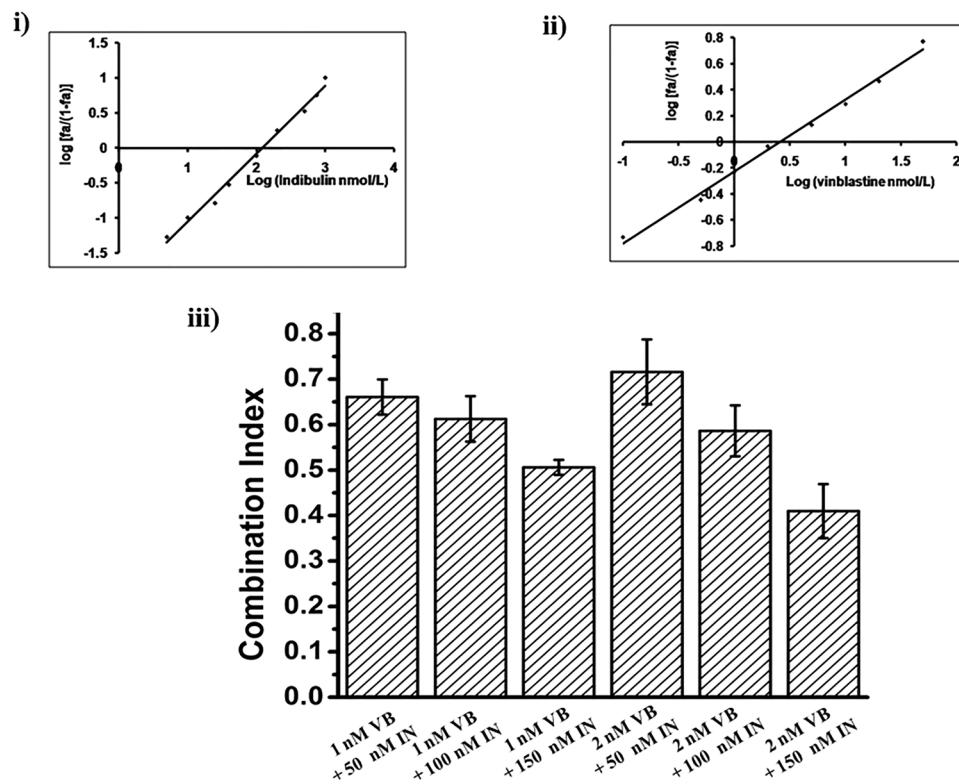 i)
log [fa/(1-fa)]
1.5
1
0.5
0
-0.5
-1
-1.5
0
1
2
3
4
Log (Indibulin nmol/L)
ii)
log [fa/(1-fa)]
0.8
0.6
0.4
0.2
0
-0.2
-0.4
-0.6
-0.8
-1
-0.5
0
0.5
1
1.5
2
Log (vinblastine nmol/L)
iii)
Combination Index
0.8
0.7
0.6
0.5
0.4
0.3
0.2
0.1
0.0
1 nM VB
+ 50 nM IN
1 nM VB
+100 nM IN
1 nM VB
+150 nM IN
2 nM VB
+50 nM IN
2 nM VB
+100 nM IN
2 nM VB
+150 nM IN